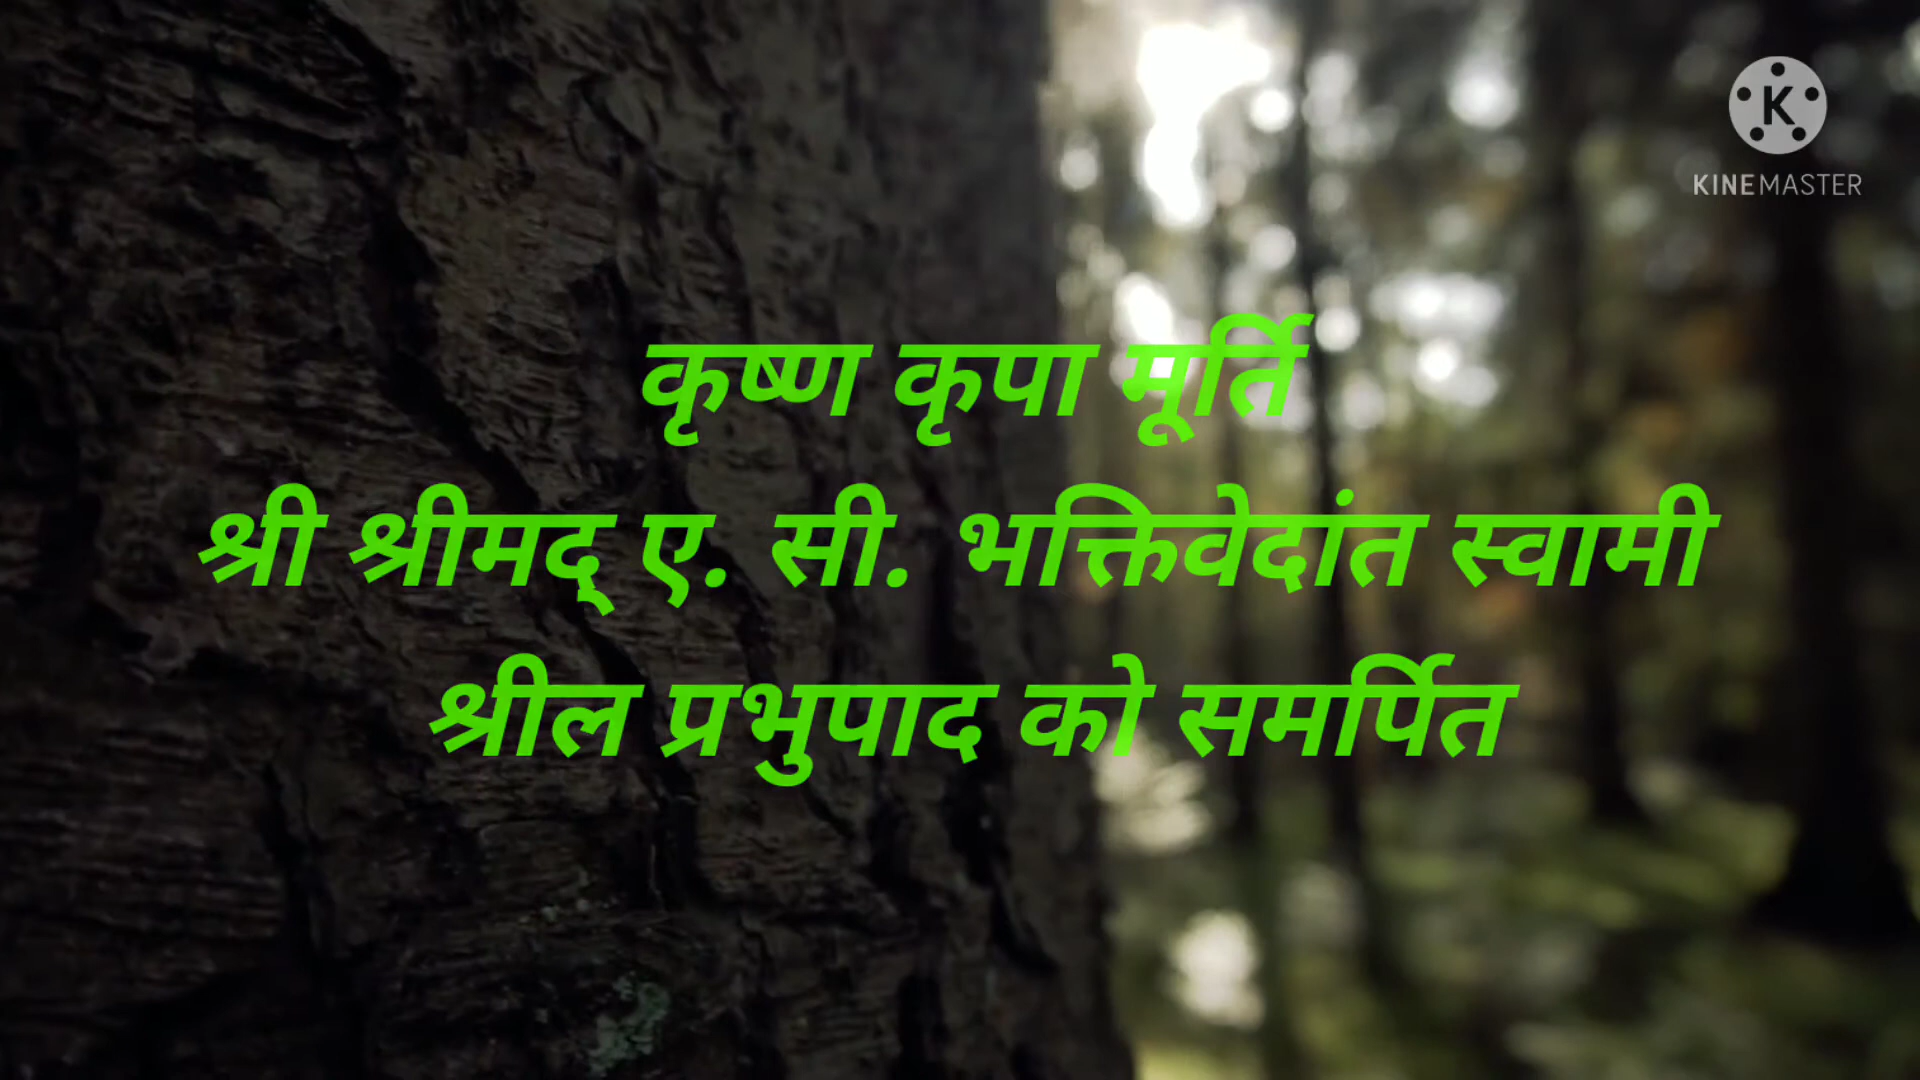 KINEMASTER
कृष्ण कृपा मूर्ति
श्री श्रीमद् ए. सी. भक्तिवेदांत स्वामी
श्रील प्रभुपाद को समर्पित